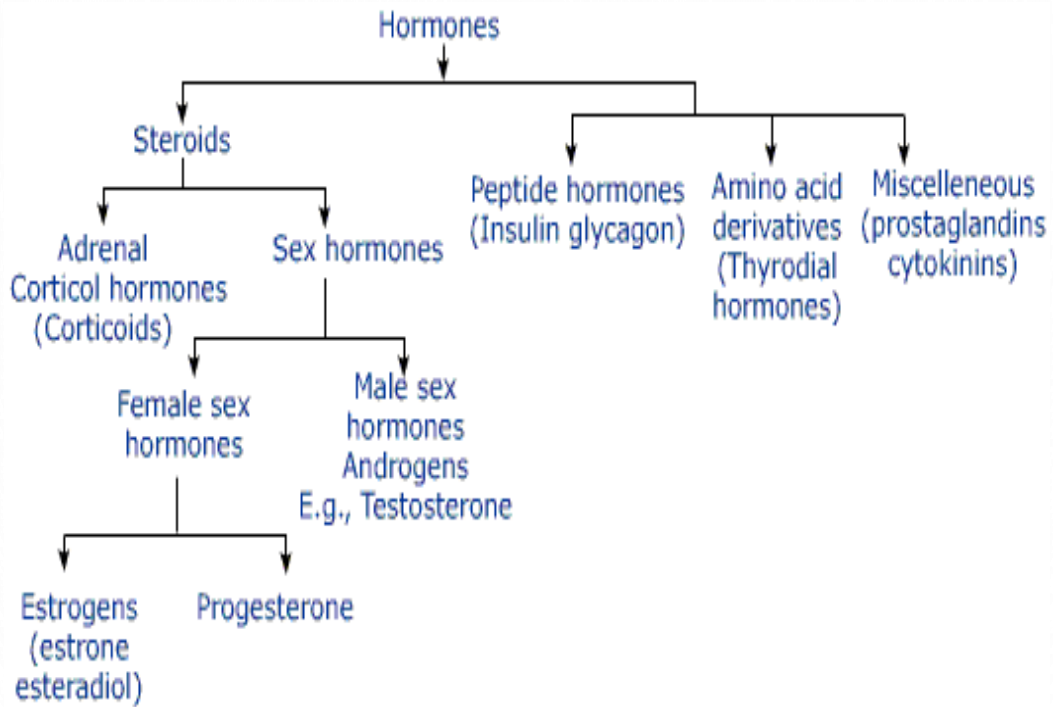 Hormones
Steroids
Peptide hormones
(Insulin glycagon)
Amino acid
derivatives
(Thyrodial
hormones)
Miscelleneous
(prostaglandins
cytokinins)
Adrenal
Corticol hormones
(Corticoids)
Sex hormones
Female sex
hormones
Male sex
hormones
Androgens
E.g., Testosterone
Estrogens
(estrone
esteradiol)
Progesterone